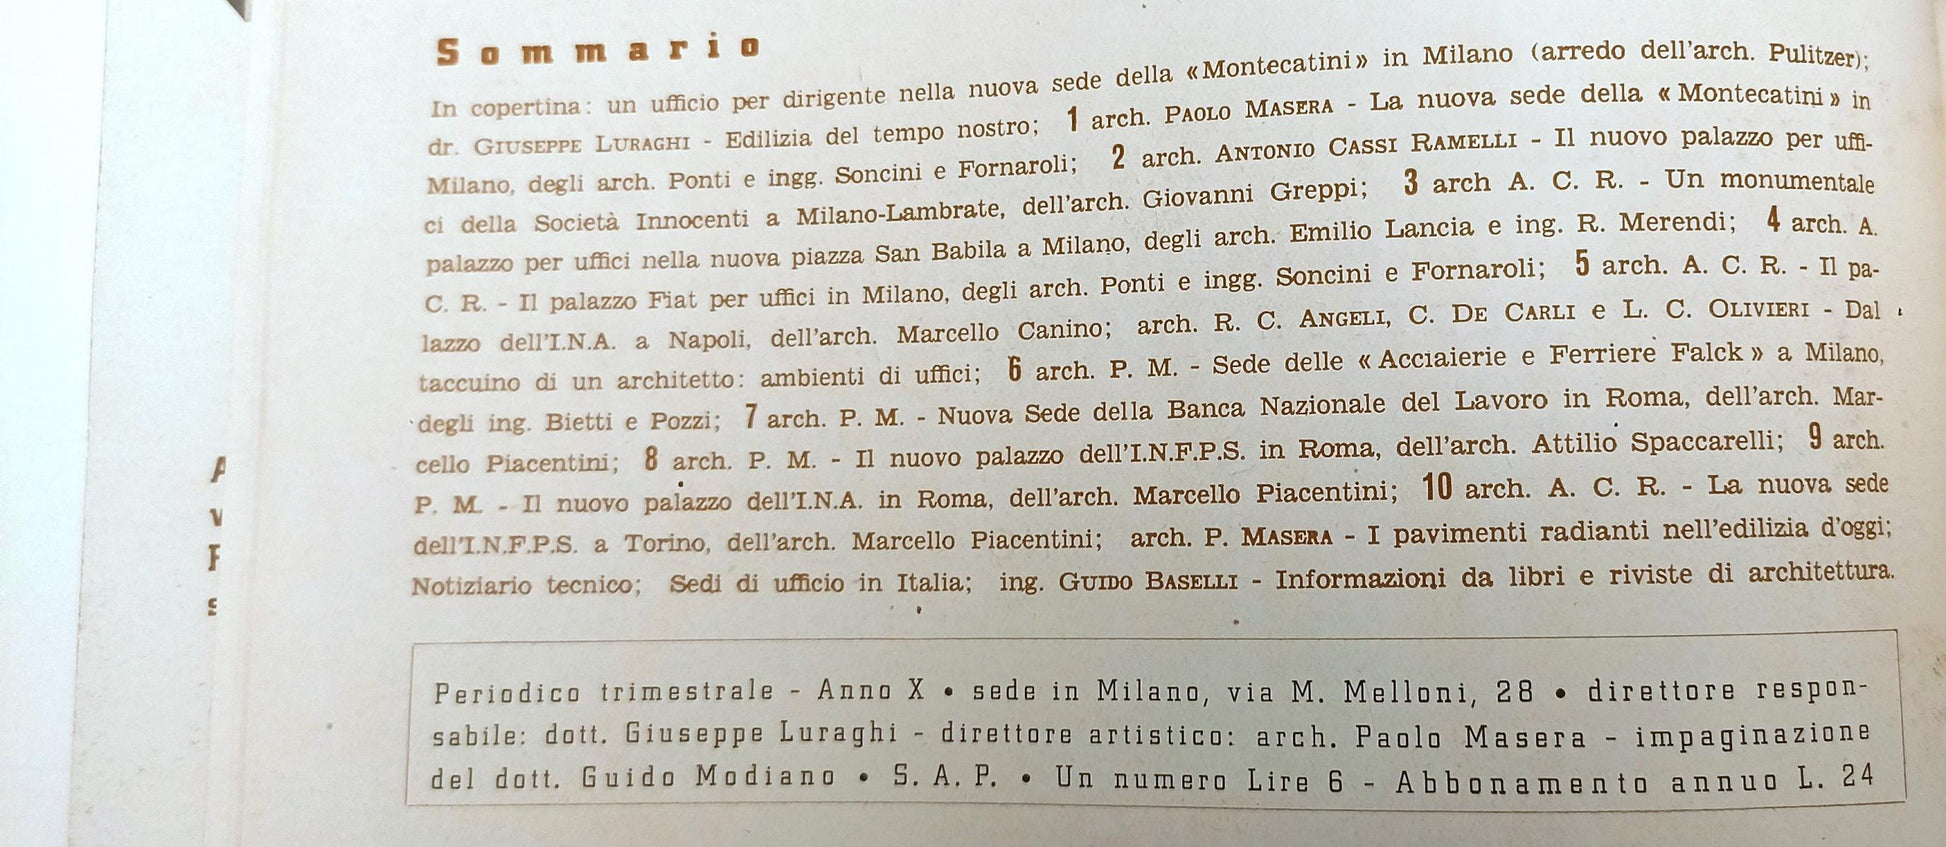 Sommario
In copertina: un ufficio per dirigente nella nuova sede della «Montecatini» in Milano (arredo dell'arch. Pulitzer);
dr. GIUSEPPE LURAGHI - Edilizia del tempo nostro; 1 arch. PAOLO MASERA - La nuova sede della «Montecatini» in
Milano, degli arch. Ponti e ingg. Soncini e Fornaroli; 2 arch. ANTONIO CASSI RAMELLI - Il nuovo palazzo per uffi-
ci della Società Innocenti a Milano-Lambrate, dell'arch. Giovanni Greppi; 3 arch A. C. R. - Un monumentale
palazzo per uffici nella nuova piazza San Babila a Milano, degli arch. Emilio Lancia e ing. R. Merendi; 4 arch. A.
C. R. - Il palazzo Fiat per uffici in Milano, degli arch. Ponti e ingg. Soncini e Fornaroli; 5 arch. A. C. R. - Il pa-
lazzo dell'I.N.A. a Napoli, dell'arch. Marcello Canino; arch. R. C. ANGELI, C. DE CARLI e L. C. OLIVIERI - Dal
taccuino di un architetto: ambienti di uffici; 6 arch. P. M. - Sede delle «Acciaierie e Ferriere Falck» a Milano,
degli ing. Bietti e Pozzi; 7 arch. P. M. - Nuova Sede della Banca Nazionale del Lavoro in Roma, dell'arch. Mar-
cello Piacentini; 8 arch. P. M. - Il nuovo palazzo dell'I.N.F.P.S. in Roma, dell'arch. Attilio Spaccarelli; 9 arch.
P. M. - Il nuovo palazzo dell'I.N.A. in Roma, dell'arch. Marcello Piacentini; 10 arch. A. C. R. - La nuova sede
dell'I.N.F.P.S. a Torino, dell'arch. Marcello Piacentini; arch. P. MASERA - I pavimenti radianti nell'edilizia d'oggi;
Notiziario tecnico; Sedi di ufficio in Italia; ing. GUIDO BASELLI - Informazioni da libri e riviste di architettura.
Periodico trimestrale - Anno X • sede in Milano, via M. Melloni, 28 • direttore respon-
sabile: dott. Giuseppe Luraghi - direttore artistico: arch. Paolo Masera - impaginazione
del dott. Guido Modiano • S. A. P. • Un numero Lire 6 - Abbonamento annuo L. 24